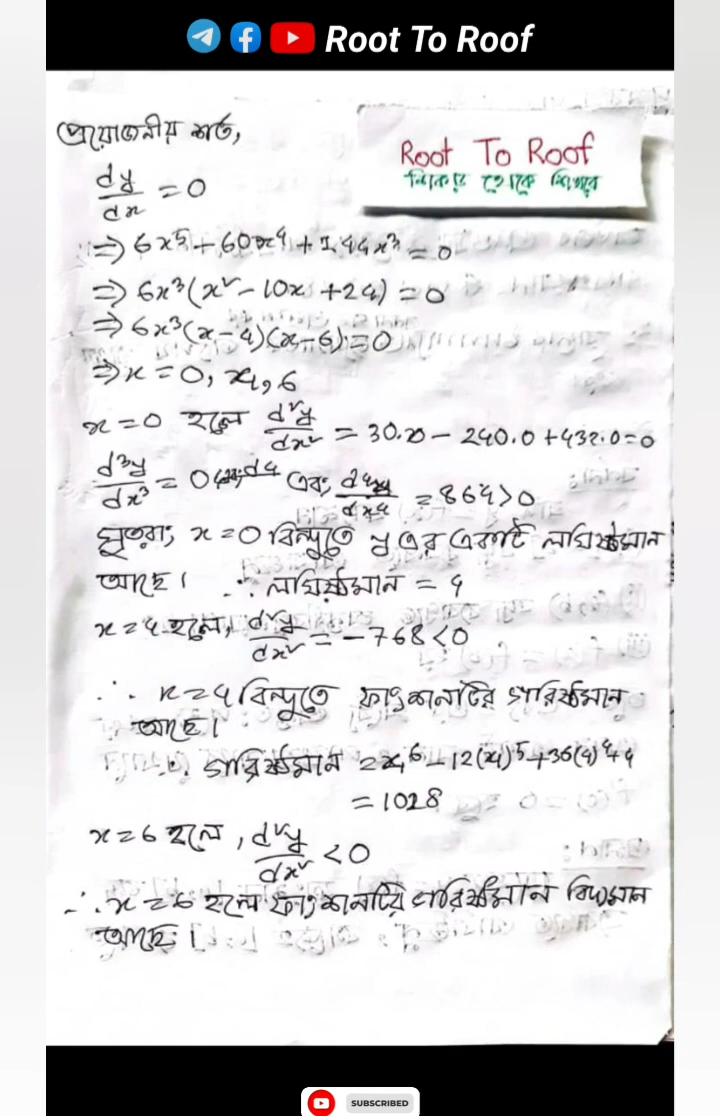 Root To Roof
প্রয়োজনীয় শর্ত,
Root To Roof
শিকড় থেকে শিখরে
dy/dx = 0
⇒ 6x⁵ - 60x⁴ + 144x³ = 0
⇒ 6x³(x² - 10x + 24) = 0
⇒ 6x³(x - 4)(x - 6) = 0
⇒ x = 0, 4, 6
x = 0 হলে d²y/dx² = 30.0 - 240.0 + 432.0 = 0
d³y/dx³ = 0 এবং d⁴y/dx⁴ = 864 > 0
সুতরাং x = 0 বিন্দুতে y এর একটি লঘিষ্ঠমান
আছে। ∴ লঘিষ্ঠমান = 4
x = 4 হলে, d²y/dx² = -768 < 0
∴ x = 4 বিন্দুতে ফাংশনটির গরিষ্ঠমান
আছে।
∴ গরিষ্ঠমান = 4⁶ - 12(4)⁵ + 36(4)⁴ + 4
= 1028
x = 6 হলে, d²y/dx² < 0
∴ x = 6 হলে ফাংশনটির গরিষ্ঠমান বিদ্যমান
আছে।
SUBSCRIBED